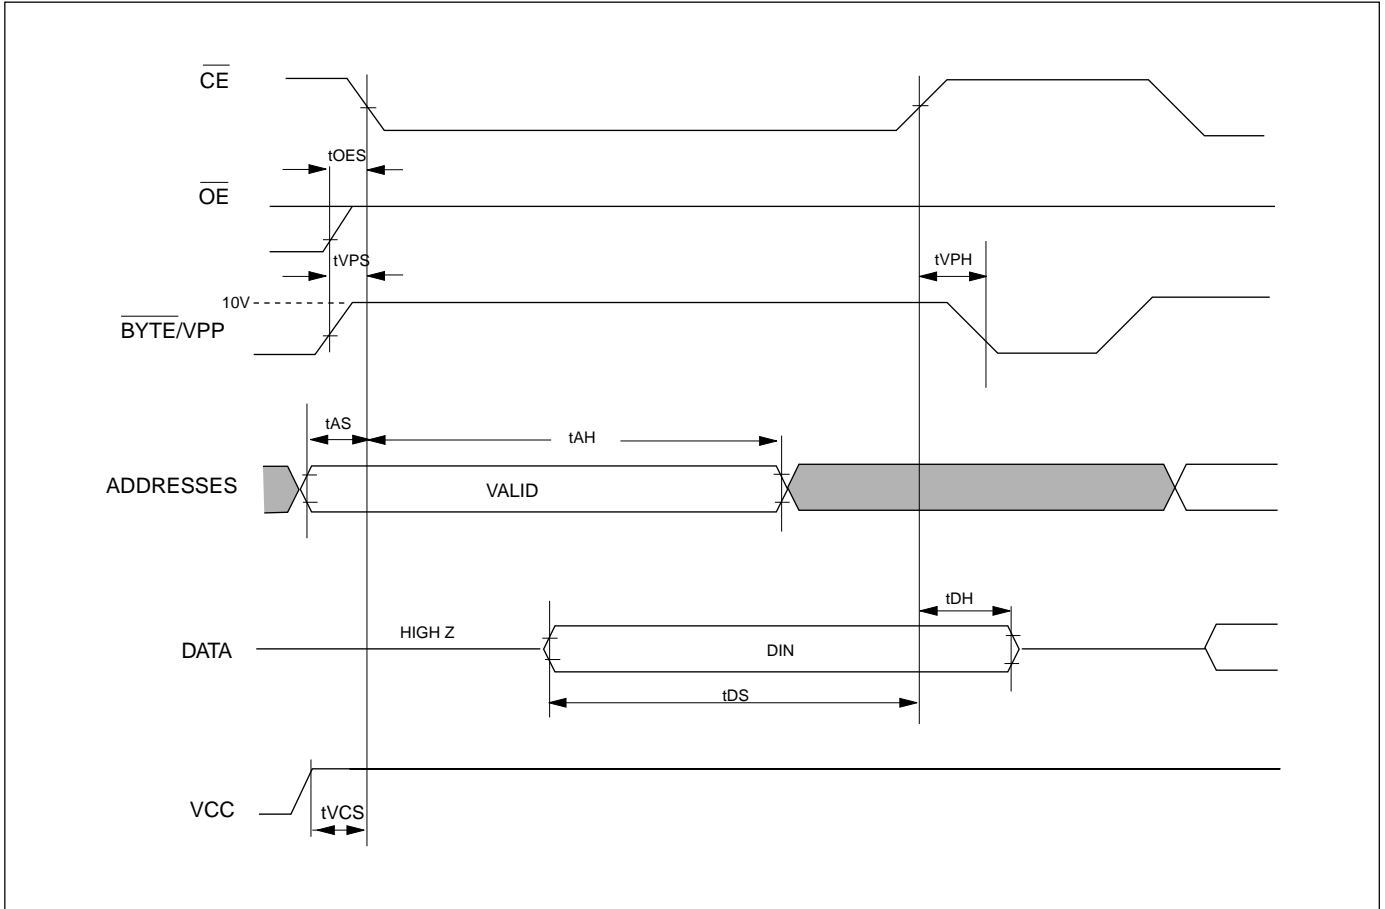 CE
tOES
OE
tVPS
tVPH
10V
BYTE/VPP
tAS
tAH
ADDRESSES
VALID
tDH
HIGH Z
DATA
DIN
tDS
VCC
tVCS